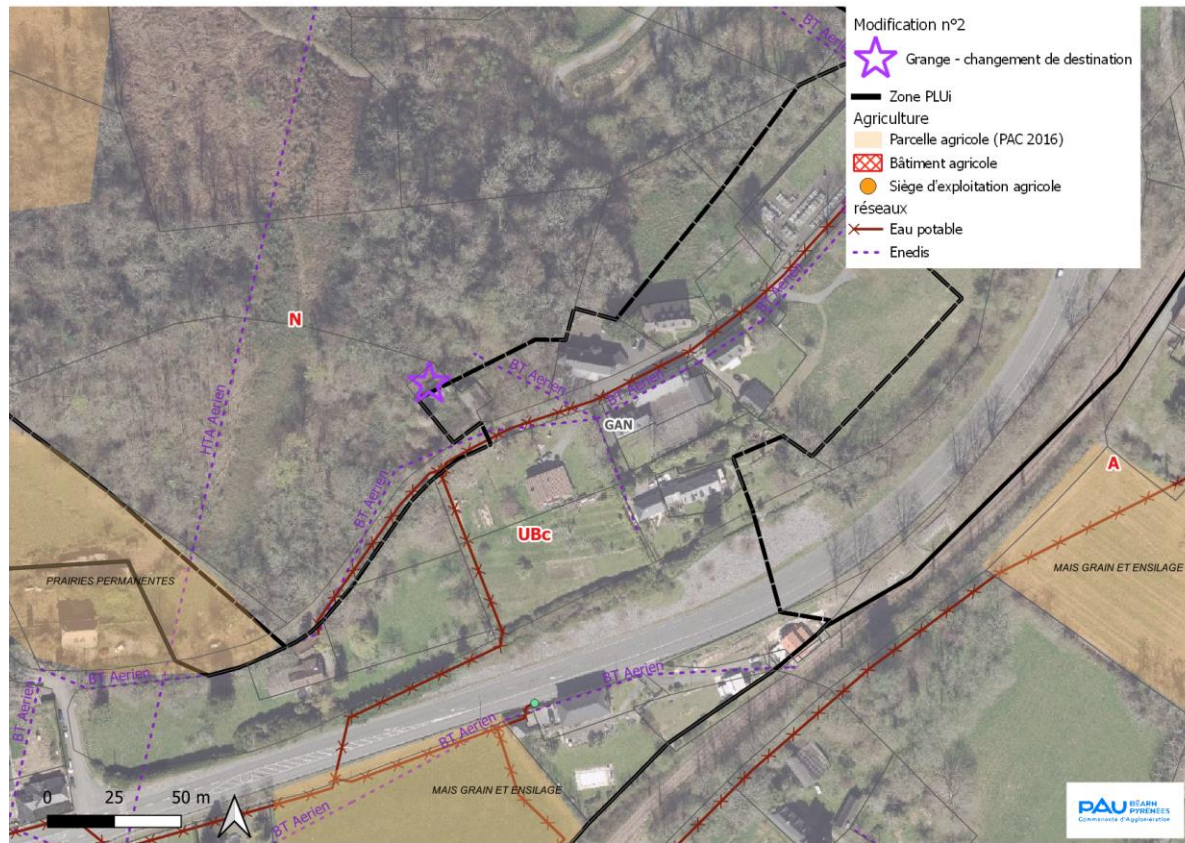 Modification n°2
Grange - changement de destination
Zone PLUi
Agriculture
Parcelle agricole (PAC 2016)
Bâtiment agricole
Siège d'exploitation agricole
réseaux
Eau potable
Enedis
BT Aerien
BT Aerien
N
BT Aerien
BT Aerien
HTA Aerien
GAN
A
BT Aerien
UBc
MAIS GRAIN ET ENSILAGE
PRAIRIES PERMANENTES
BT Aerien
BT Aerien
BT Aerien
BT Aerien
MAIS GRAIN ET ENSILAGE
0 25 50 m
BT Aerien
PAU BÉARN
PYRÉNÉES
Communauté d'Agglomération